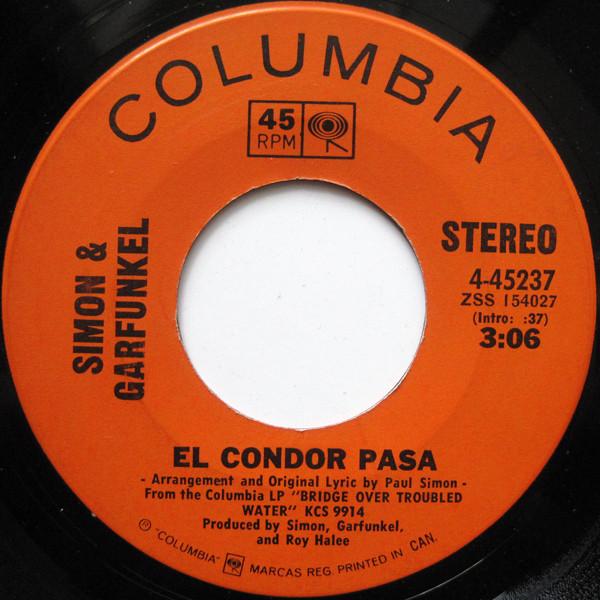 COLUMBIA
45
RPM
SIMON &
GARFUNKEL
STEREO
4-45237
ZSS 154027
(Intro: :37)
3:06
EL CONDOR PASA
- Arrangement and Original Lyric by Paul Simon -
From the Columbia LP "BRIDGE OVER TROUBLED
WATER" KCS 9914
Produced by Simon, Garfunkel,
and Roy Halee
℗ "COLUMBIA" MARCAS REG. PRINTED IN CAN.